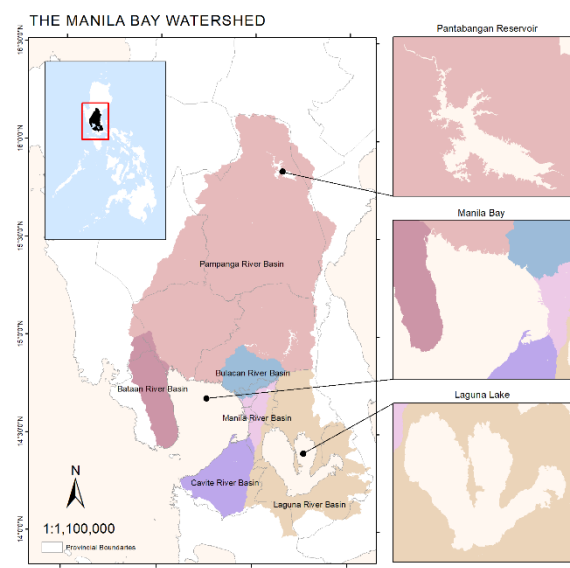 THE MANILA BAY WATERSHED
Pantabangan Reservoir
16°30'0"N
16°0'0"N
15°30'0"N
Manila Bay
Pampanga River Basin
15°0'0"N
Bulacan River Basin
Bataan River Basin
Laguna Lake
Manila River Basin
14°30'0"N
N
Cavite River Basin
Laguna River Basin
1:1,100,000
14°0'0"N
Provincial Boundaries